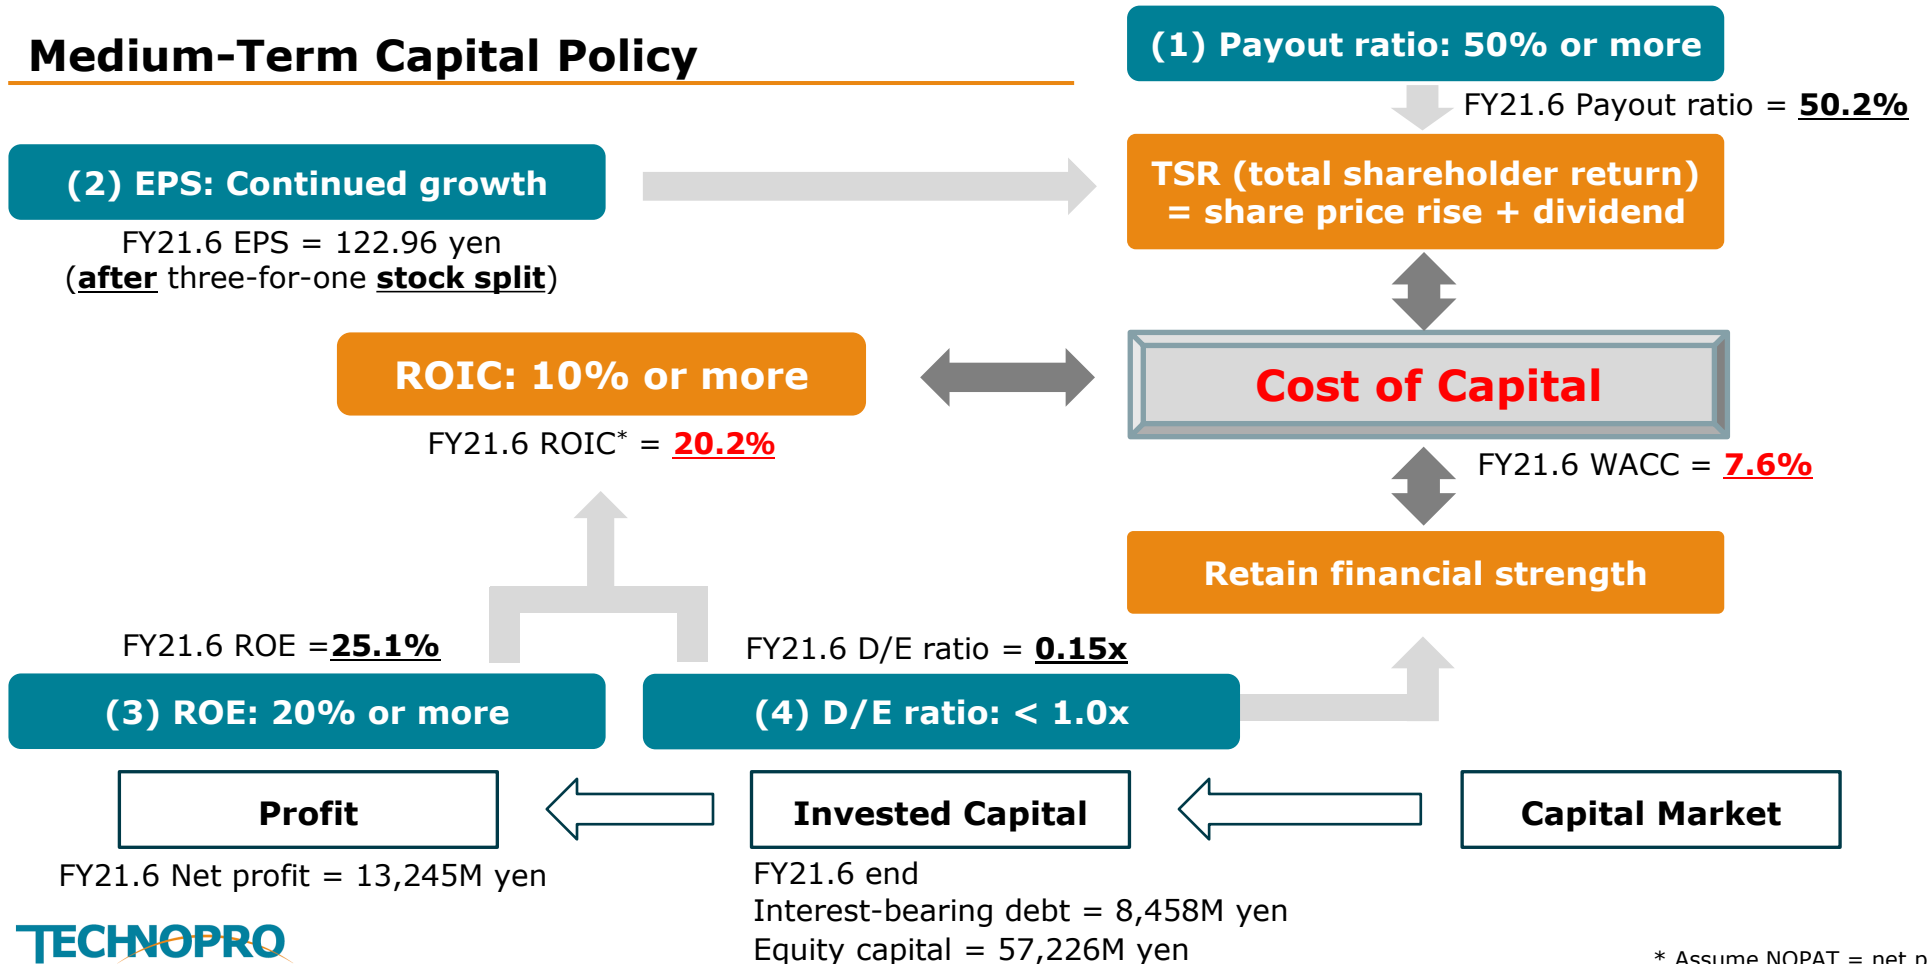 Medium-Term Capital Policy
(1) Payout ratio: 50% or more
FY21.6 Payout ratio = 50.2%
(2) EPS: Continued growth
FY21.6 EPS = 122.96 yen
(after three-for-one stock split)
TSR (total shareholder return)
= share price rise + dividend
ROIC: 10% or more
FY21.6 ROIC* = 20.2%
Cost of Capital
FY21.6 WACC = 7.6%
Retain financial strength
FY21.6 ROE =25.1%
FY21.6 D/E ratio = 0.15x
(3) ROE: 20% or more
(4) D/E ratio: < 1.0x
Profit
Invested Capital
Capital Market
FY21.6 Net profit = 13,245M yen
FY21.6 end
Interest-bearing debt = 8,458M yen
Equity capital = 57,226M yen
TECHNOPRO
* Assume NOPAT = net